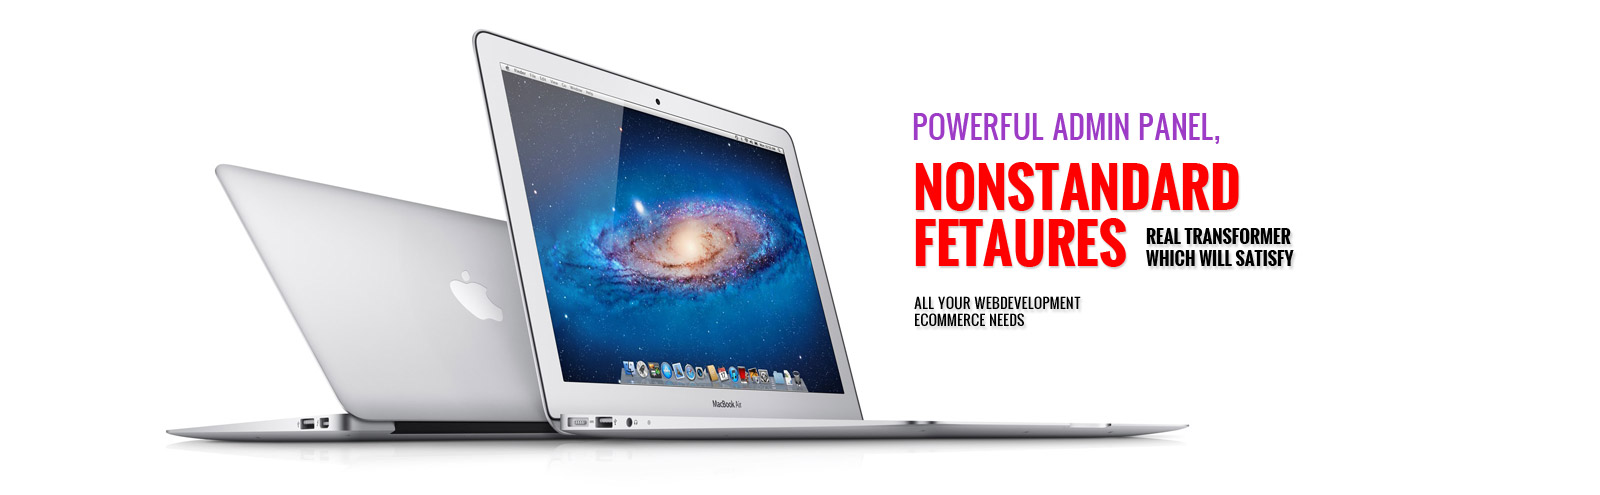 POWERFUL ADMIN PANEL,
NONSTANDARD
FETAURES
REAL TRANSFORMER
WHICH WILL SATISFY
ALL YOUR WEBDEVELOPMENT
ECOMMERCE NEEDS
MacBook Air